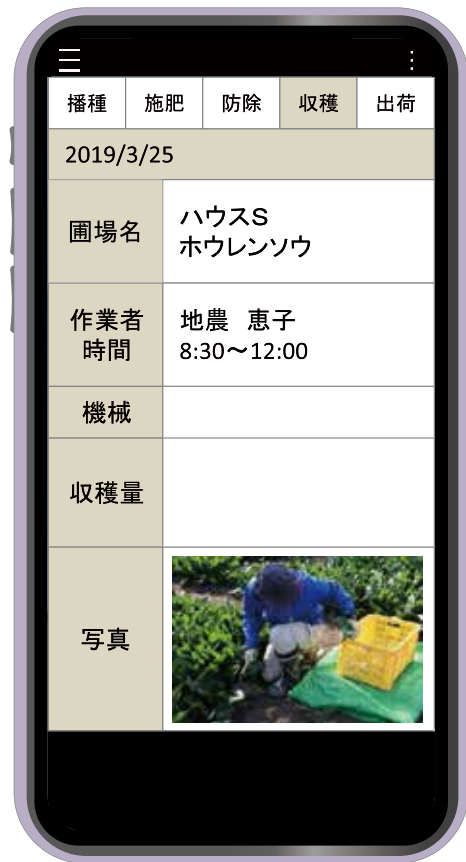 播種 施肥 防除 収穫 出荷
2019/3/25
圃場名
ハウスS
ホウレンソウ
作業者
時間
地農 恵子
8:30～12:00
機械
収穫量
写真